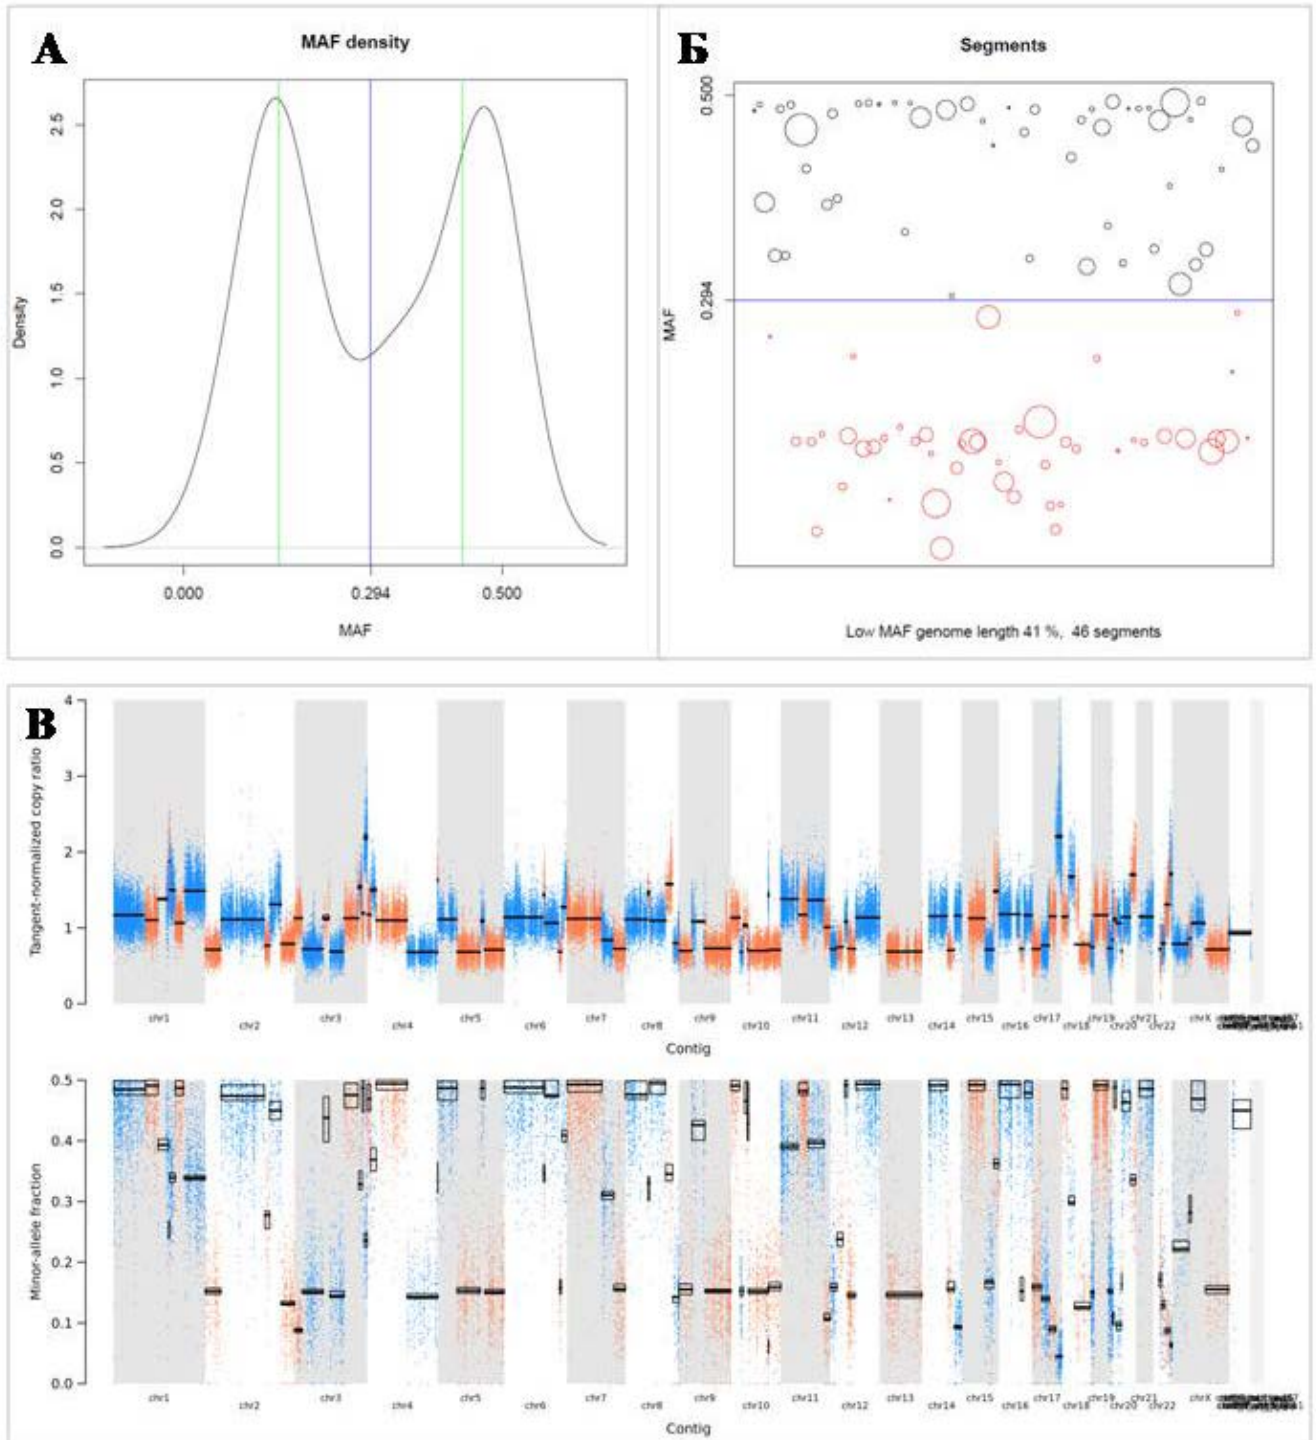 А
MAF density
Density
0.0
0.5
1.0
1.5
2.0
2.5
0.000
0.294
0.500
MAF
Б
Segments
MAF
0.500
0.294
Low MAF genome length 41 %, 46 segments
В
Tangent-normalized copy ratio
4
3
2
1
0
chr1
chr2
chr3
chr4
chr5
chr6
chr7
chr8
chr9
chr10
chr11
chr12
chr13
chr14
chr15
chr16
chr17
chr18
chr19
chr20
chr21
chr22
chrX
Contig
Minor-allele fraction
0.5
0.4
0.3
0.2
0.1
0.0
chr1
chr2
chr3
chr4
chr5
chr6
chr7
chr8
chr9
chr10
chr11
chr12
chr13
chr14
chr15
chr16
chr17
chr18
chr19
chr20
chr21
chr22
chrX
Contig